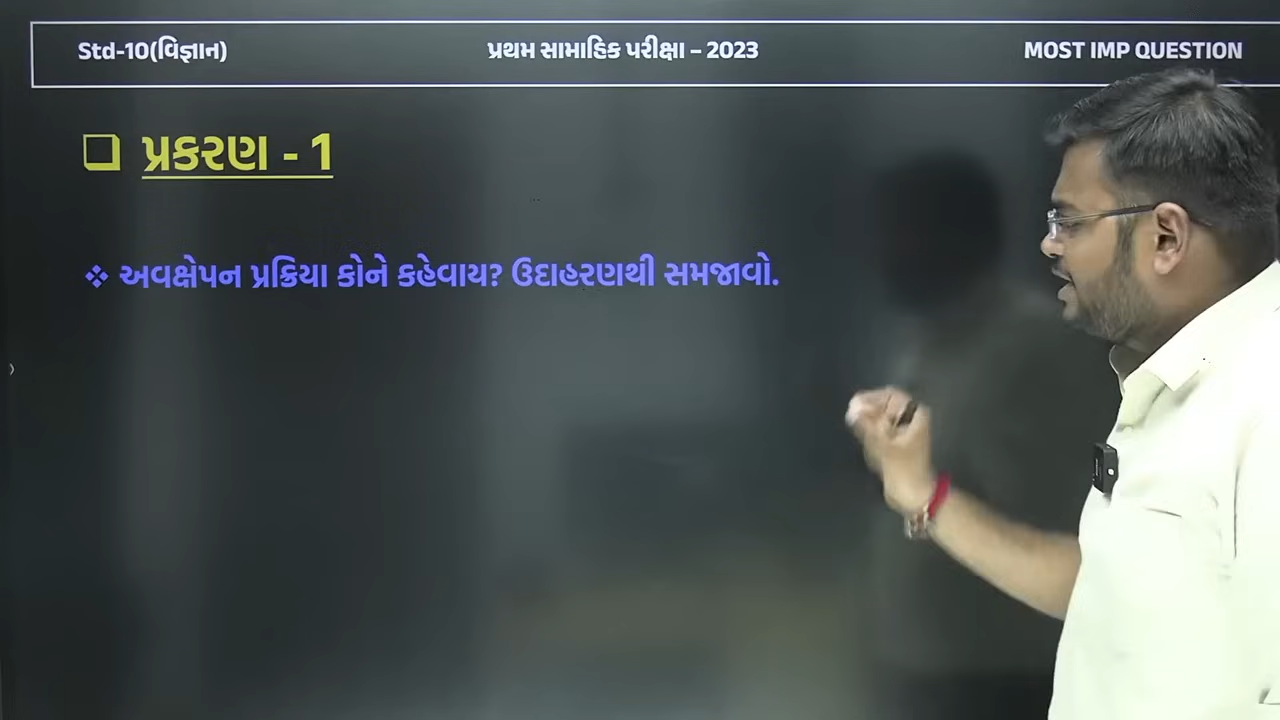 Std-10(વિજ્ઞાન)
પ્રથમ સામાહિક પરીક્ષા – 2023
MOST IMP QUESTION
પ્રકરણ - 1
અવક્ષેપન પ્રક્રિયા કોને કહેવાય? ઉદાહરણથી સમજાવો.